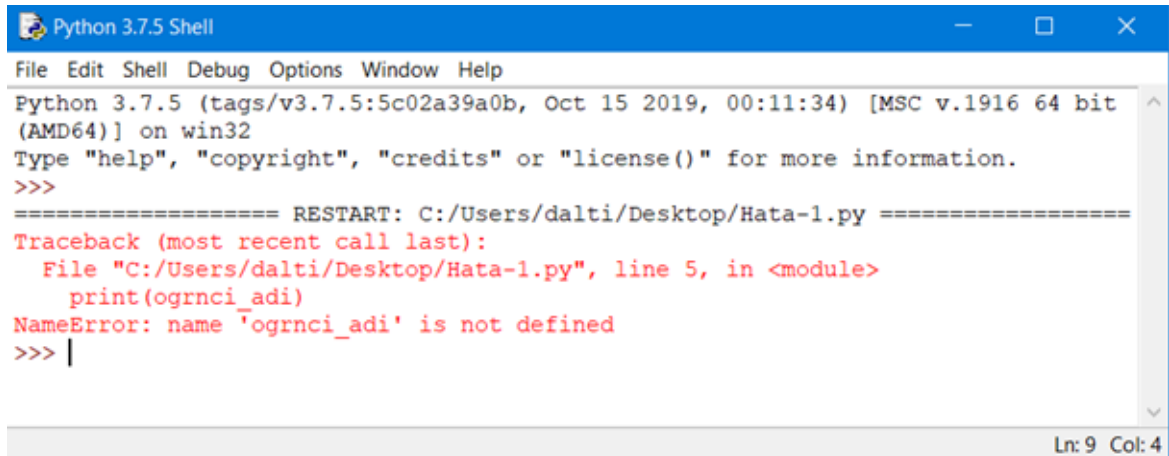 Python 3.7.5 Shell
File Edit Shell Debug Options Window Help
Python 3.7.5 (tags/v3.7.5:5c02a39a0b, Oct 15 2019, 00:11:34) [MSC v.1916 64 bit
(AMD64)] on win32
Type "help", "copyright", "credits" or "license()" for more information.
>>>
=================== RESTART: C:/Users/dalti/Desktop/Hata-1.py ==================
Traceback (most recent call last):
  File "C:/Users/dalti/Desktop/Hata-1.py", line 5, in <module>
    print(ogrnci_adi)
NameError: name 'ogrnci_adi' is not defined
>>>
Ln: 9 Col: 4